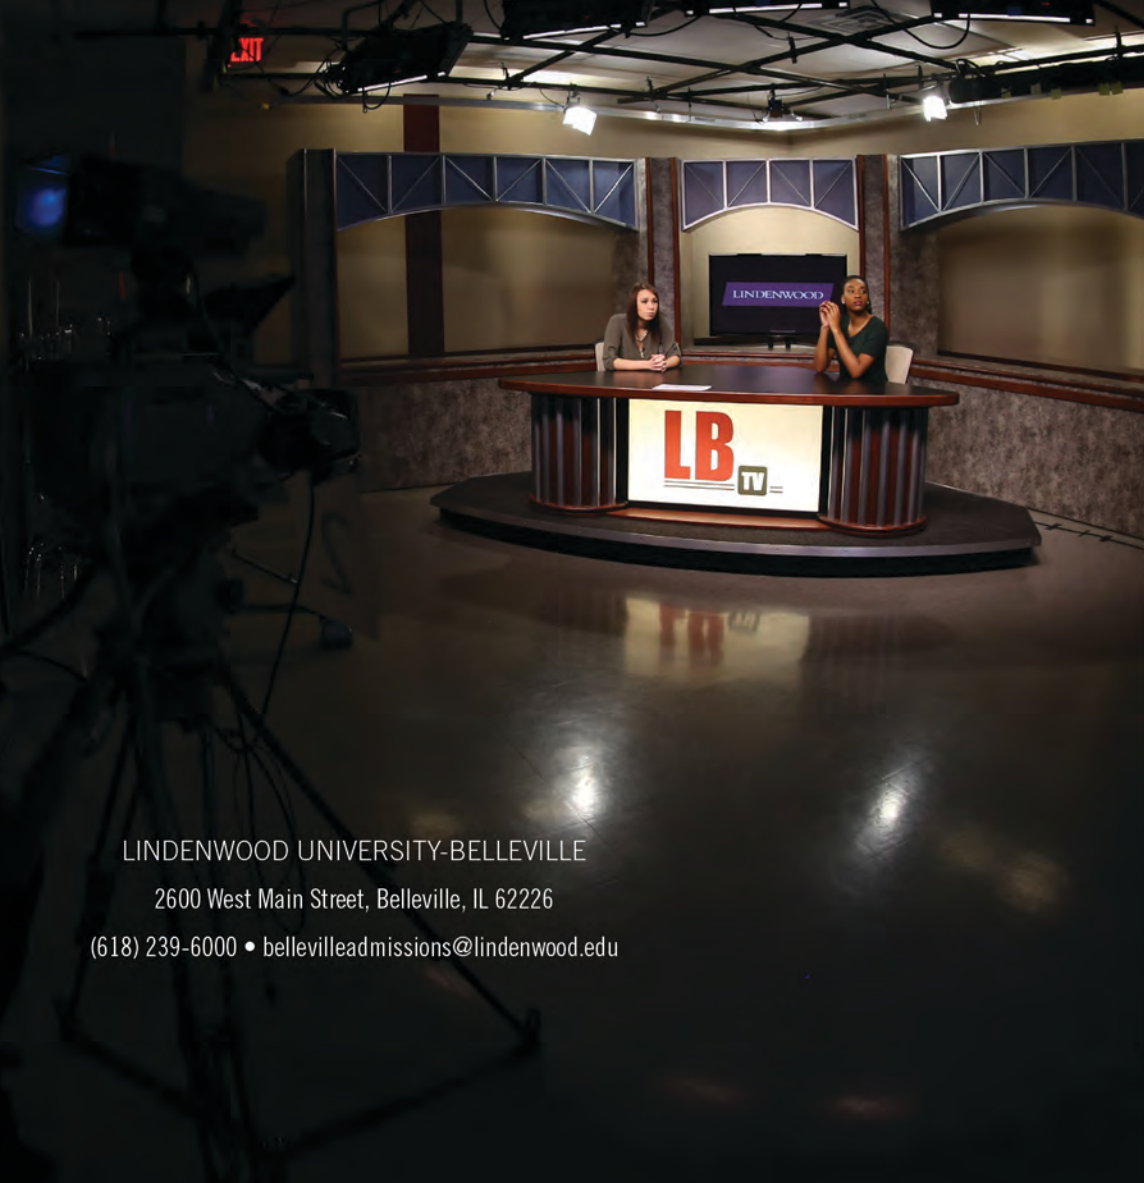 EXIT
LINDENWOOD
LB
TV
LINDENWOOD UNIVERSITY-BELLEVILLE
2600 West Main Street, Belleville, IL 62226
(618) 239-6000 • bellevilleadmissions@lindenwood.edu